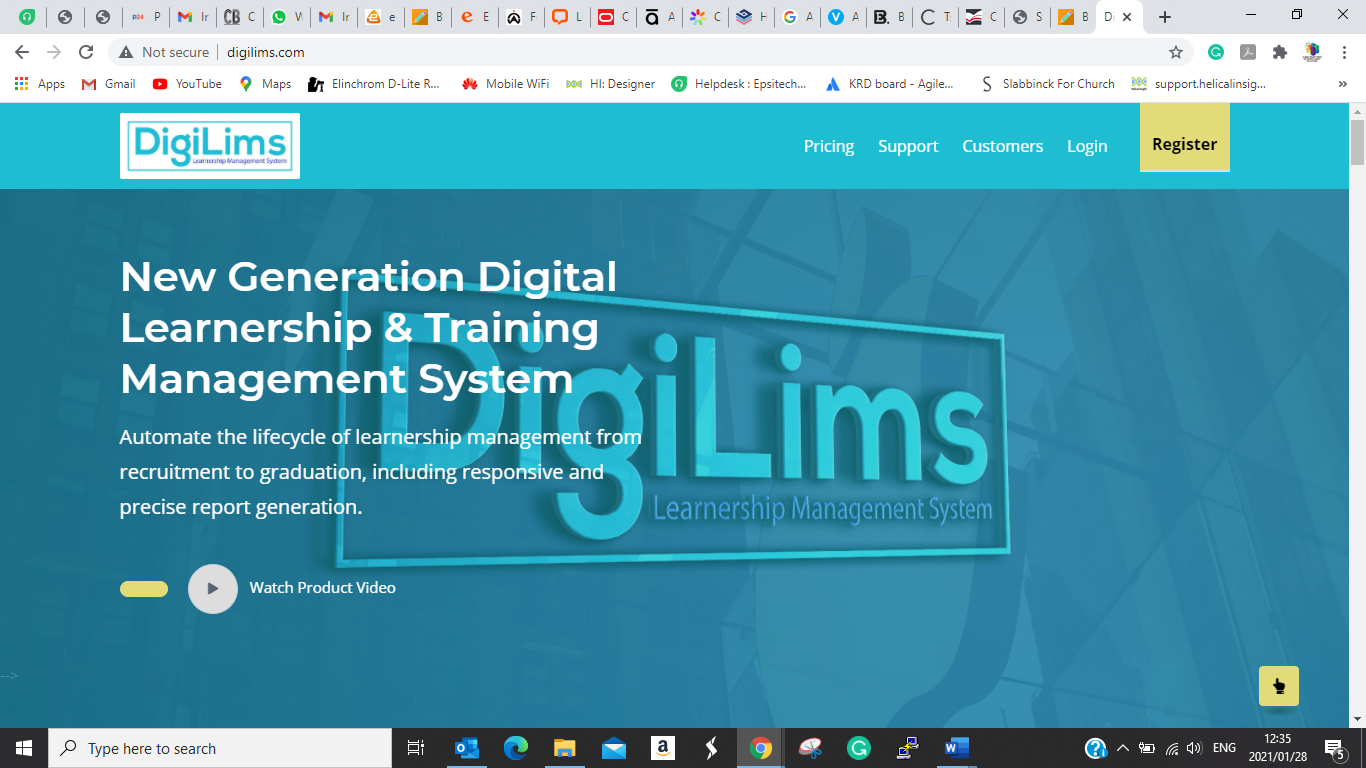 P24 P
Ir
CB C
W
Ir
e
B
E
F
L
C
A
C
H
A
A
B. B
T
C
S
B
Di
Not secure
digilims.com
Apps
Gmail
YouTube
Maps
Elinchrom D-Lite R...
Mobile WiFi
HI: Designer
Helpdesk : Epsitech...
KRD board - Agile...
Slabbinck For Church
support.helicalinsig...
»
DigiLims
Learnership Management System
Pricing
Support
Customers
Login
Register
New Generation Digital
Learnership & Training
Management System
Automate the lifecycle of learnership management from
recruitment to graduation, including responsive and
precise report generation.
DigiLims
Learnership Management System
Watch Product Video
-->
Type here to search
ENG
12:35
2021/01/28
5